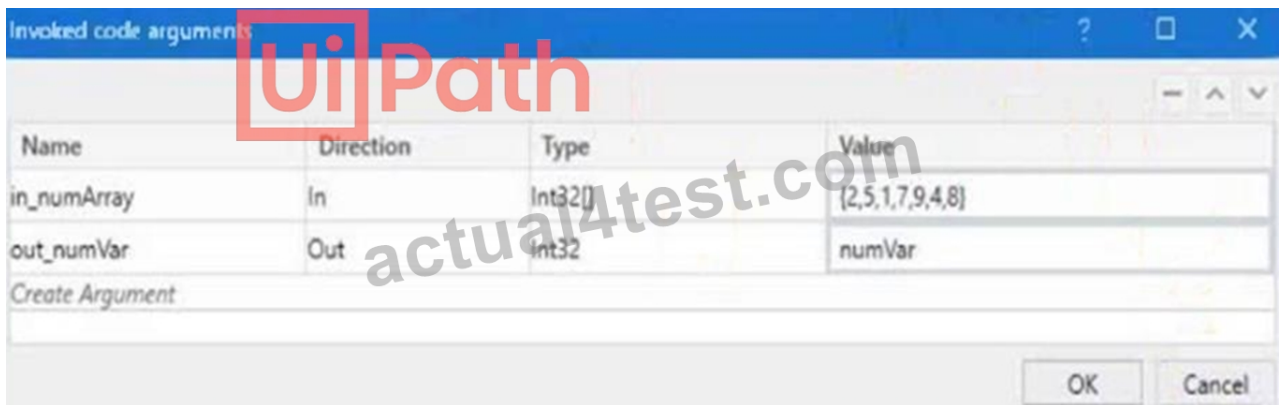 Invoked code arguments
UiPath
Name Direction Type Value
in_numArray In Int32[] {2,5,1,7,9,4,8}
out_numVar Out Int32 numVar
Create Argument
actual4test.com
OK Cancel